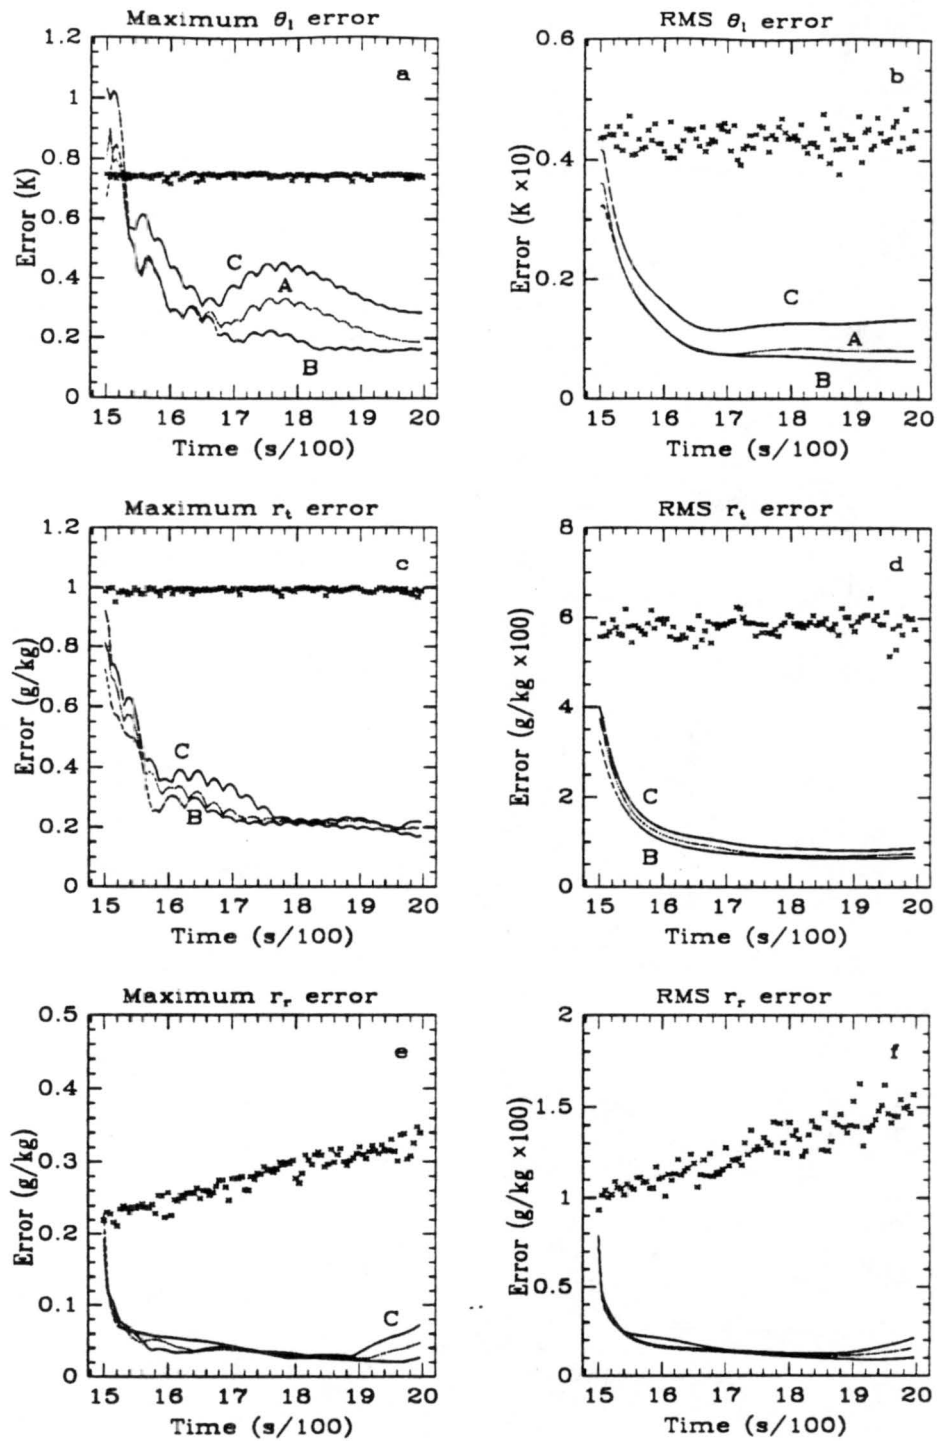 Maximum θₗ error
1.2
1
0.8
0.6
0.4
0.2
0
Error (K)
a
C
A
B
15 16 17 18 19 20
Time (s/100)
RMS θₗ error
0.6
0.4
0.2
0
Error (K ×10)
b
C
A
B
15 16 17 18 19 20
Time (s/100)
Maximum rₜ error
1.2
1
0.8
0.6
0.4
0.2
0
Error (g/kg)
c
C
B
15 16 17 18 19 20
Time (s/100)
RMS rₜ error
8
6
4
2
0
Error (g/kg ×100)
d
C
B
15 16 17 18 19 20
Time (s/100)
Maximum rᵣ error
0.5
0.4
0.3
0.2
0.1
0
Error (g/kg)
e
C
15 16 17 18 19 20
Time (s/100)
RMS rᵣ error
2
1.5
1
0.5
0
Error (g/kg ×100)
f
15 16 17 18 19 20
Time (s/100)